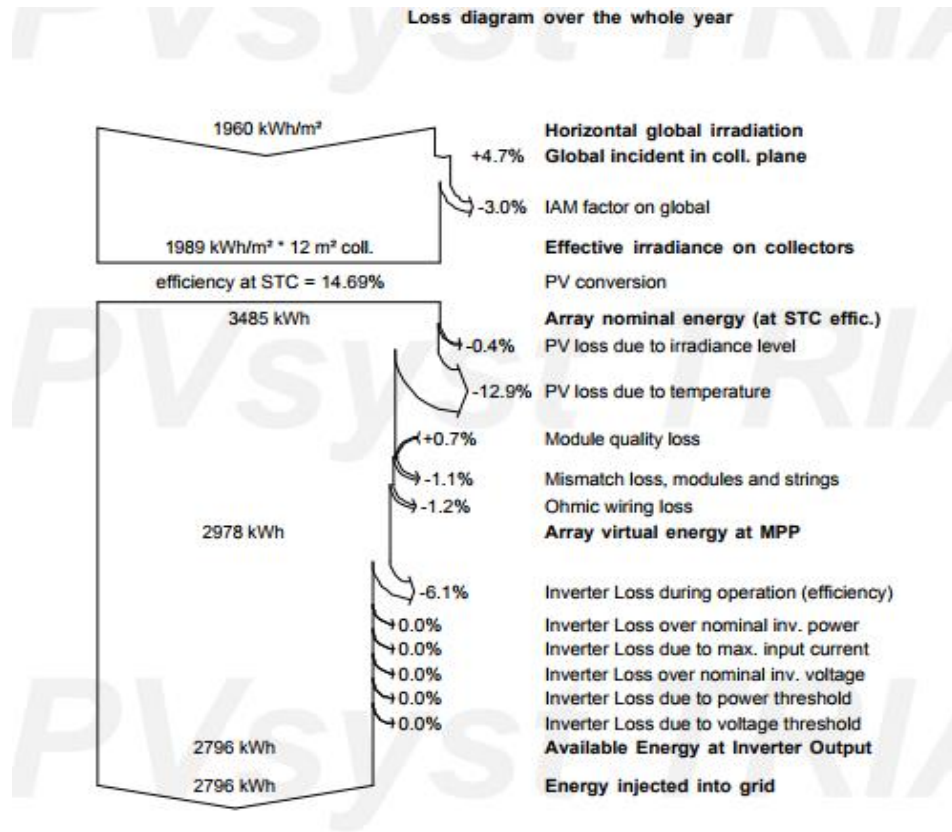 Loss diagram over the whole year
1960 kWh/m² Horizontal global irradiation
+4.7% Global incident in coll. plane
-3.0% IAM factor on global
1989 kWh/m² * 12 m² coll. Effective irradiance on collectors
efficiency at STC = 14.69% PV conversion
3485 kWh Array nominal energy (at STC effic.)
-0.4% PV loss due to irradiance level
-12.9% PV loss due to temperature
+0.7% Module quality loss
-1.1% Mismatch loss, modules and strings
-1.2% Ohmic wiring loss
2978 kWh Array virtual energy at MPP
-6.1% Inverter Loss during operation (efficiency)
0.0% Inverter Loss over nominal inv. power
0.0% Inverter Loss due to max. input current
0.0% Inverter Loss over nominal inv. voltage
0.0% Inverter Loss due to power threshold
0.0% Inverter Loss due to voltage threshold
2796 kWh Available Energy at Inverter Output
2796 kWh Energy injected into grid
PVsyst TRIA
PVsyst TRIA
PVsyst TRIA